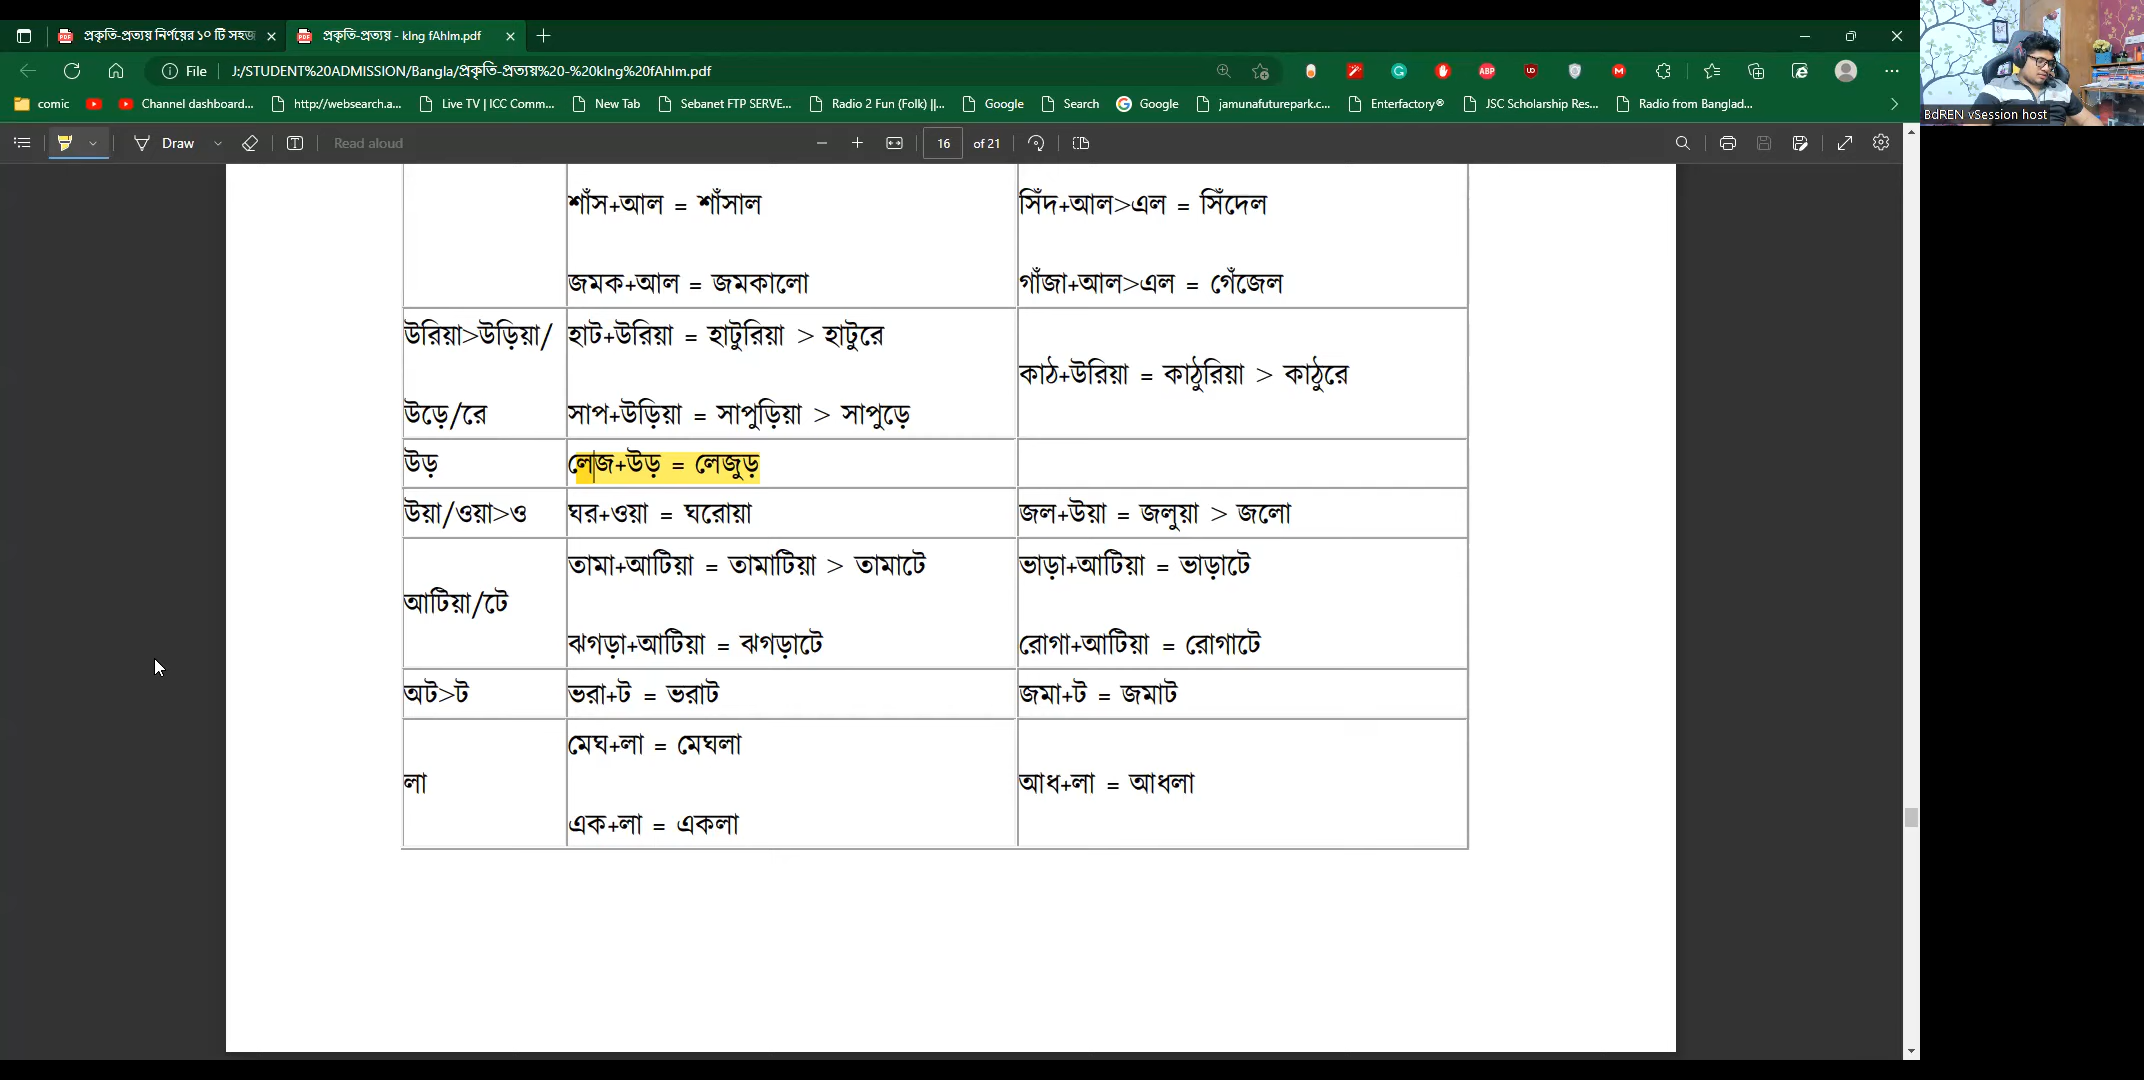 প্রকৃতি-প্রত্যয় নির্ণয়ের ১০ টি সহজ
প্রকৃতি-প্রত্যয় - kIng fAhIm.pdf
File
J:/STUDENT%20ADMISSION/Bangla/প্রকৃতি-প্রত্যয়%20-%20kIng%20fAhIm.pdf
comic
Channel dashboard...
http://websearch.a...
Live TV | ICC Comm...
New Tab
Sebanet FTP SERVE...
Radio 2 Fun (Folk) ||...
Google
Search
Google
jamunafuturepark.c...
Enterfactory®
JSC Scholarship Res...
Radio from Banglad...
BdREN vSession host
Draw
Read aloud
16 of 21
শাঁস+আল = শাঁসাল
সিঁদ+আল>এল = সিঁদেল
জমক+আল = জমকালো
গাঁজা+আল>এল = গেঁজেল
উরিয়া>উড়িয়া/
হাট+উরিয়া = হাটুরিয়া > হাটুরে
কাঠ+উরিয়া = কাঠুরিয়া > কাঠুরে
উড়ে/রে
সাপ+উড়িয়া = সাপুড়িয়া > সাপুড়ে
উড়
লেজ+উড় = লেজুড়
উয়া/ওয়া>ও
ঘর+ওয়া = ঘরোয়া
জল+উয়া = জলুয়া > জলো
আটিয়া/টে
তামা+আটিয়া = তামাটিয়া > তামাটে
ভাড়া+আটিয়া = ভাড়াটে
ঝগড়া+আটিয়া = ঝগড়াটে
রোগা+আটিয়া = রোগাটে
অট>ট
ভরা+ট = ভরাট
জমা+ট = জমাট
লা
মেঘ+লা = মেঘলা
আধ+লা = আধলা
এক+লা = একলা